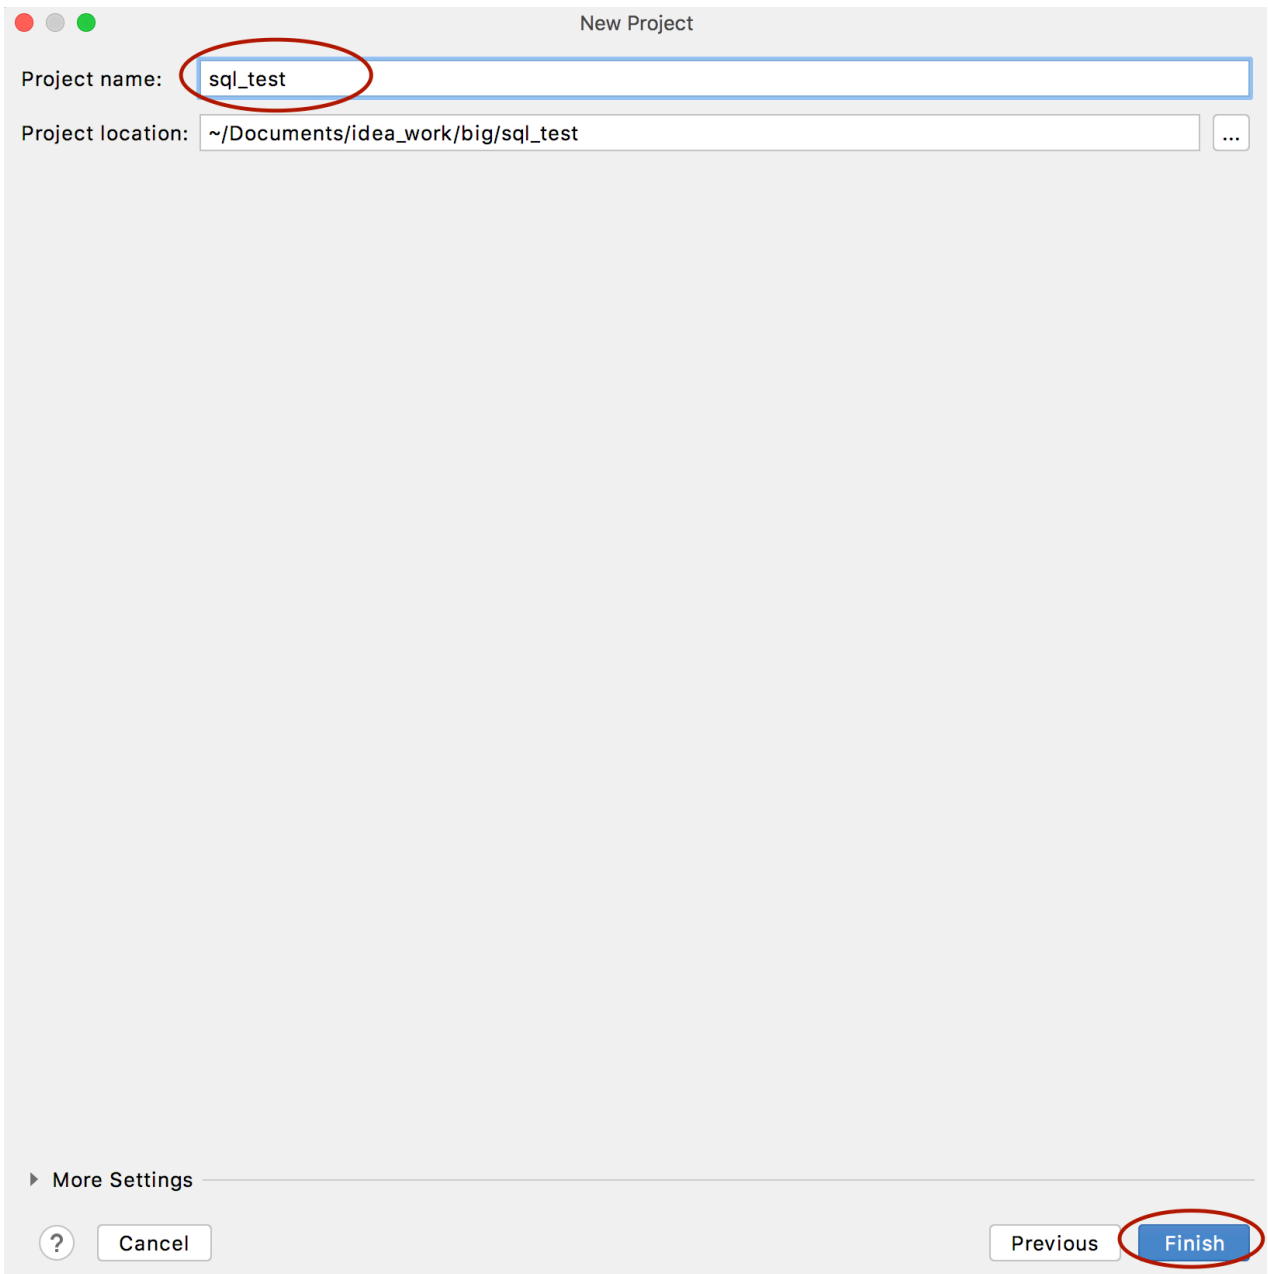 New Project
Project name: sql_test
Project location: ~/Documents/idea_work/big/sql_test ...
More Settings
? Cancel Previous Finish